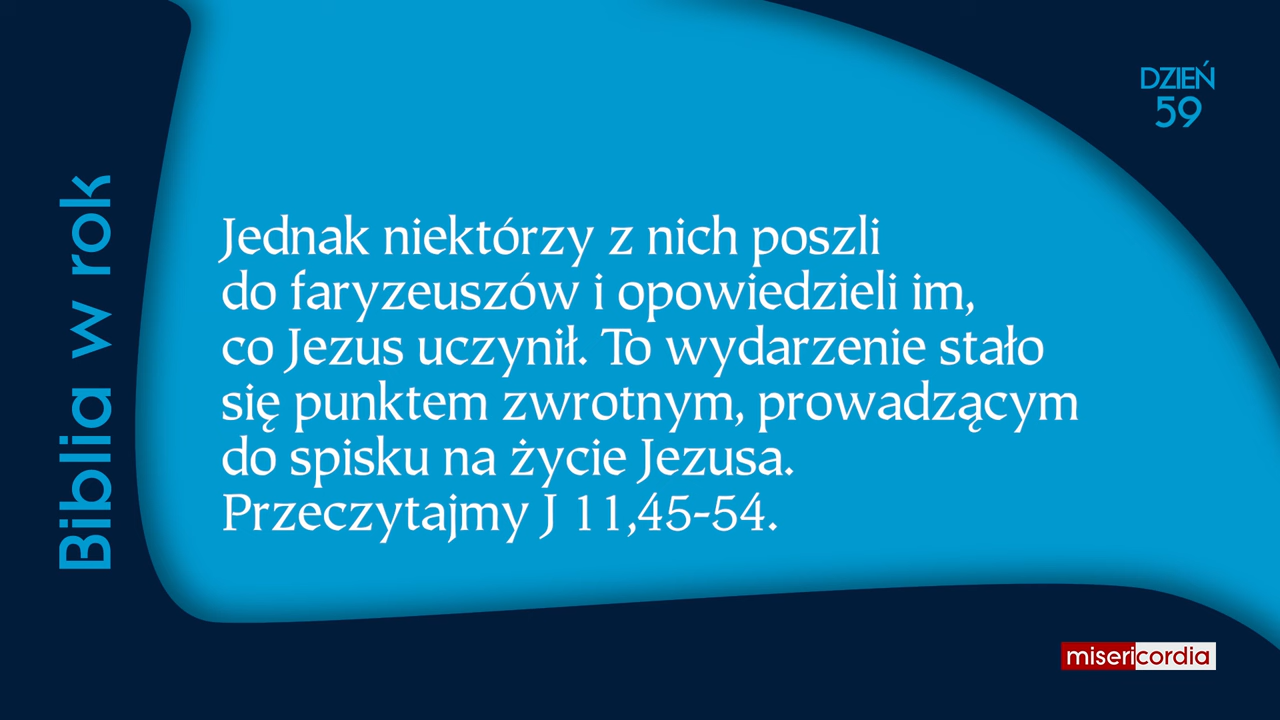 Biblia w rok
DZIEŃ
59
Jednak niektórzy z nich poszli
do faryzeuszów i opowiedzieli im,
co Jezus uczynił. To wydarzenie stało
się punktem zwrotnym, prowadzącym
do spisku na życie Jezusa.
Przeczytajmy J 11,45-54.
misericordia